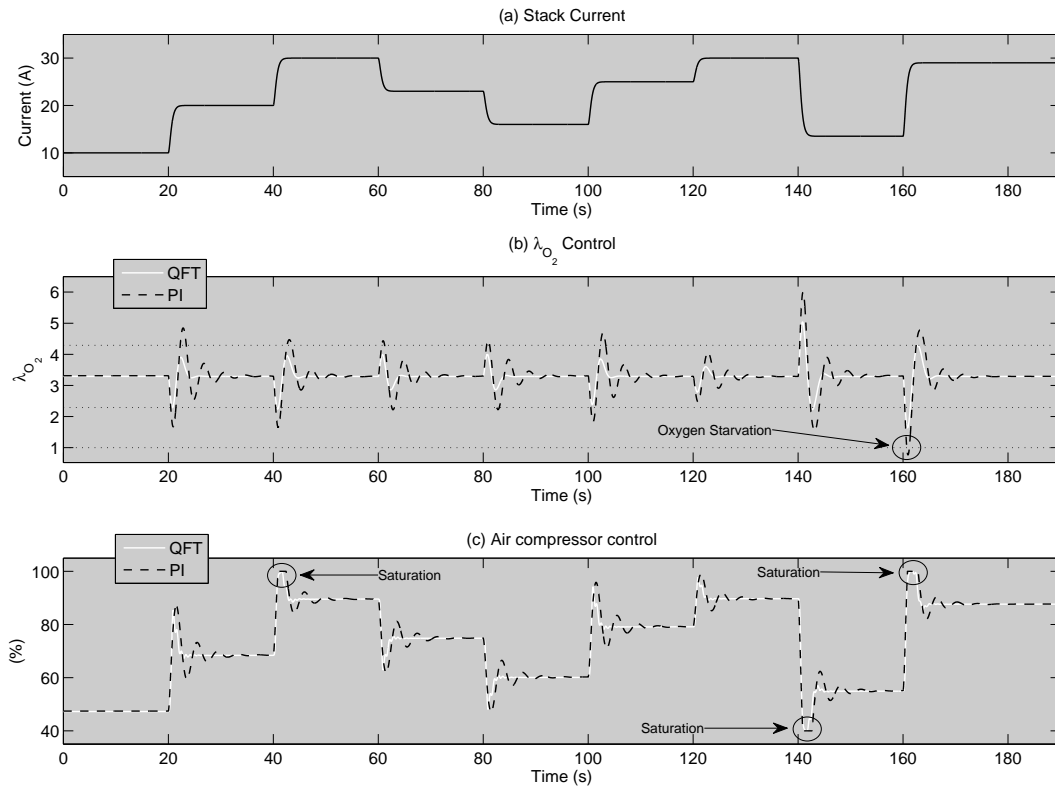 (a) Stack Current
30
20
10
Current (A)
0 20 40 60 80 100 120 140 160 180
Time (s)
(b) λO2 Control
QFT
PI
6
5
4
3
2
1
λO2
Oxygen Starvation
0 20 40 60 80 100 120 140 160 180
Time (s)
(c) Air compressor control
QFT
PI
100
80
60
40
(%)
Saturation
Saturation
Saturation
0 20 40 60 80 100 120 140 160 180
Time (s)